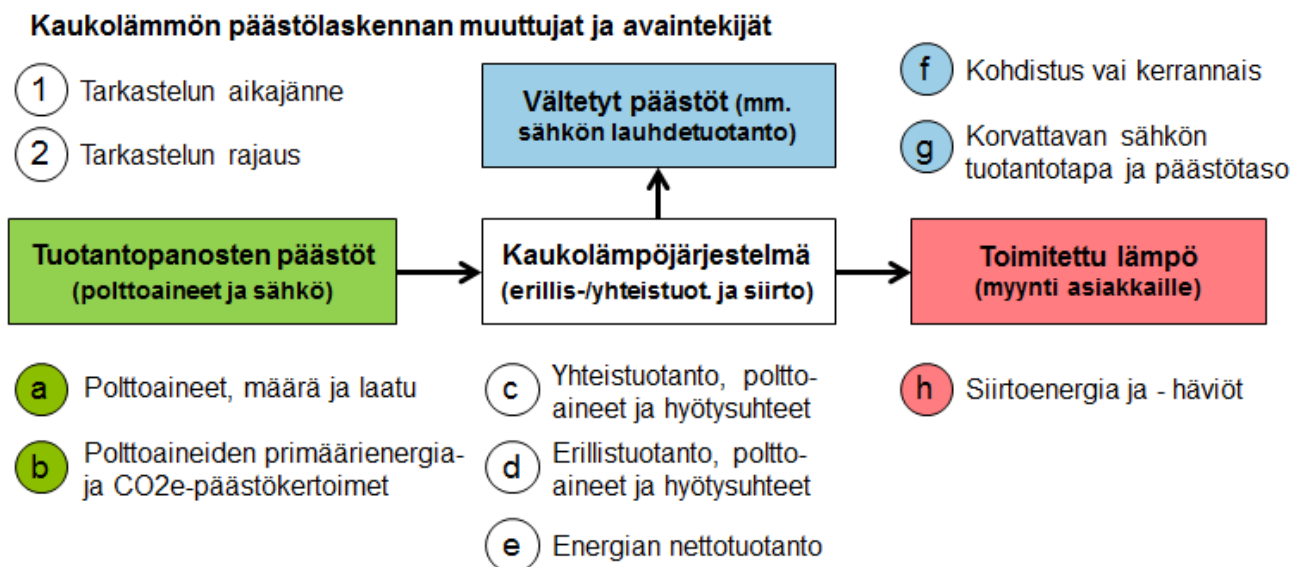 Kaukolämmön päästölaskennan muuttujat ja avaintekijät
1 Tarkastelun aikajänne
2 Tarkastelun rajaus
Vältetyt päästöt (mm.
sähkön lauhdetuotanto)
f Kohdistus vai kerrannais
g Korvattavan sähkön
tuotantotapa ja päästötaso
Tuotantopanosten päästöt
(polttoaineet ja sähkö)
Kaukolämpöjärjestelmä
(erillis-/yhteistuot. ja siirto)
Toimitettu lämpö
(myynti asiakkaille)
a Polttoaineet, määrä ja laatu
b Polttoaineiden primäärienergia-
ja CO2e-päästökertoimet
c Yhteistuotanto, poltto-
aineet ja hyötysuhteet
d Erillistuotanto, poltto-
aineet ja hyötysuhteet
e Energian nettotuotanto
h Siirtoenergia ja - häviöt